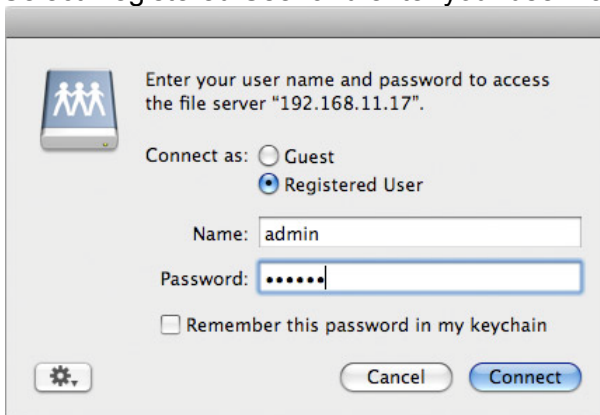 Enter your user name and password to access
the file server “192.168.11.17”.
Connect as: Guest
Registered User
Name: admin
Password: ••••••
Remember this password in my keychain
Cancel Connect